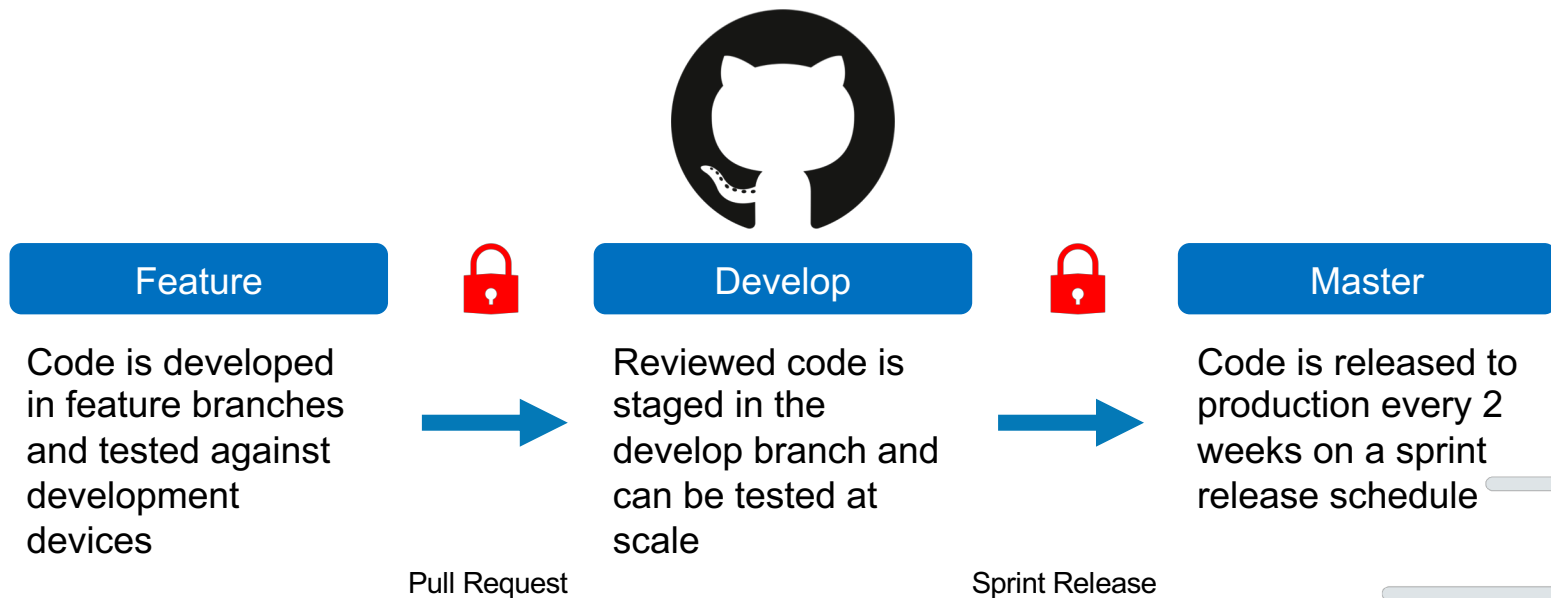 Feature
Develop
Master
Code is developed
in feature branches
and tested against
development
devices
Reviewed code is
staged in the
develop branch and
can be tested at
scale
Code is released to
production every 2
weeks on a sprint
release schedule
Pull Request
Sprint Release